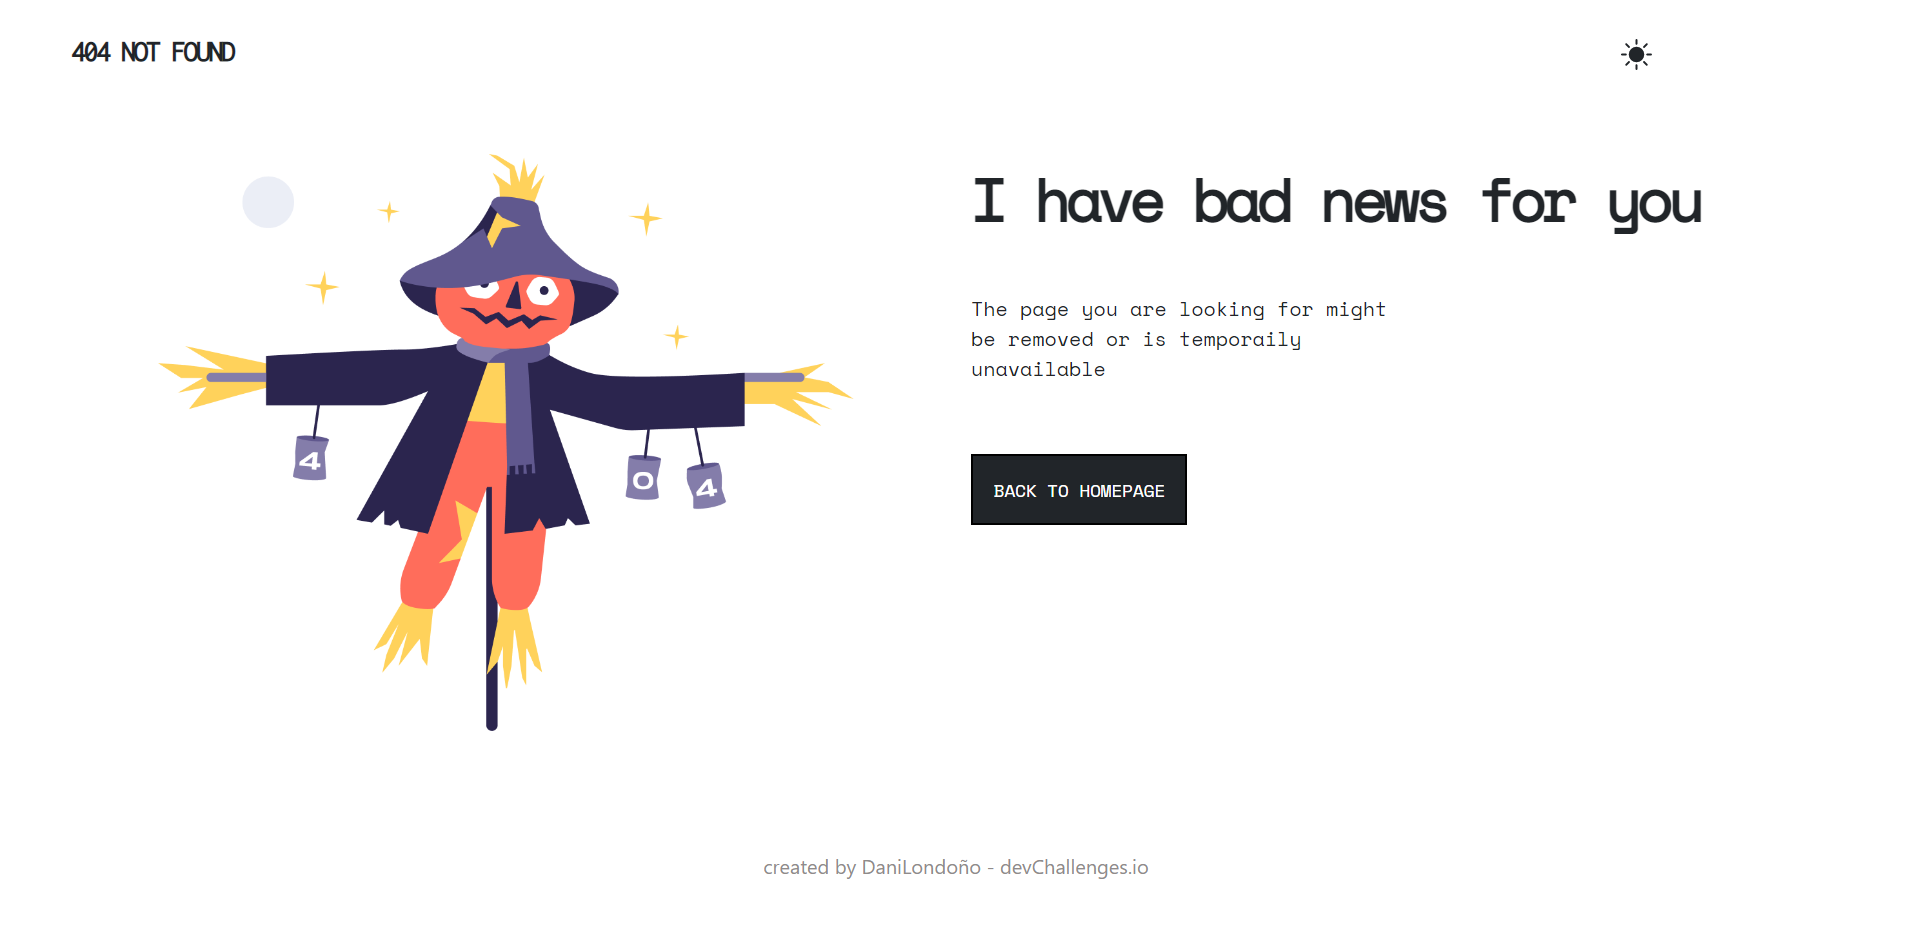 404 NOT FOUND
I have bad news for you
The page you are looking for might
be removed or is temporaily
unavailable
4
0
4
BACK TO HOMEPAGE
created by DaniLondoño - devChallenges.io